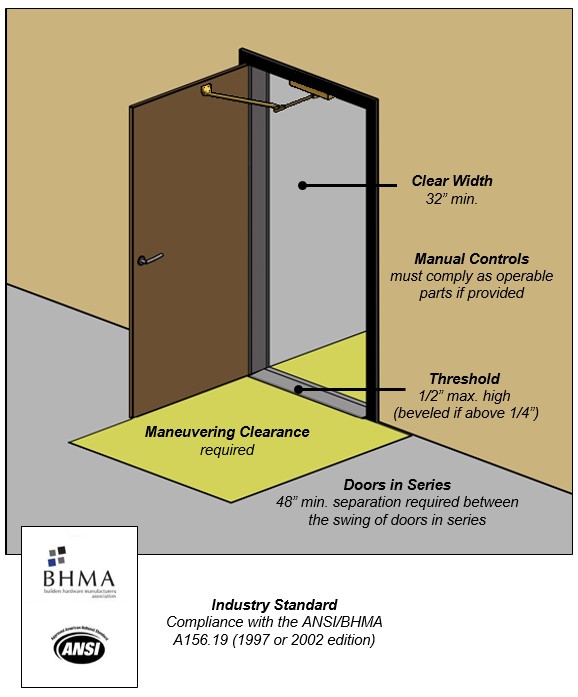 Clear Width
32” min.
Manual Controls
must comply as operable
parts if provided
Threshold
1/2” max. high
(beveled if above 1/4”)
Maneuvering Clearance
required
Doors in Series
48” min. separation required between
the swing of doors in series
BHMA
builders hardware manufacturers
association
Approved American National Standard
ANSI
Industry Standard
Compliance with the ANSI/BHMA
A156.19 (1997 or 2002 edition)